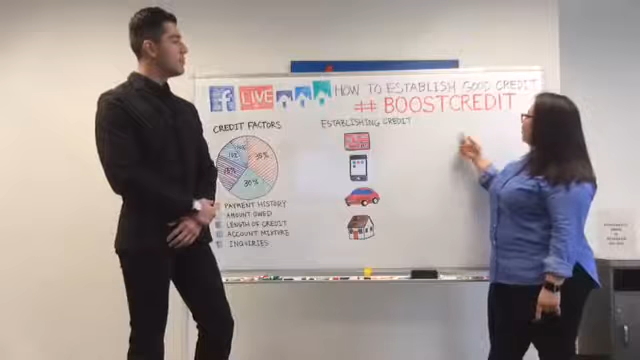 f LIVE HOW TO ESTABLISH GOOD CREDIT
# BOOSTCREDIT
CREDIT FACTORS
ESTABLISHING CREDIT
10%
10%
35%
15%
30%
PAYMENT HISTORY
AMOUNT OWED
LENGTH OF CREDIT
ACCOUNT MIXTURE
INQUIRIES